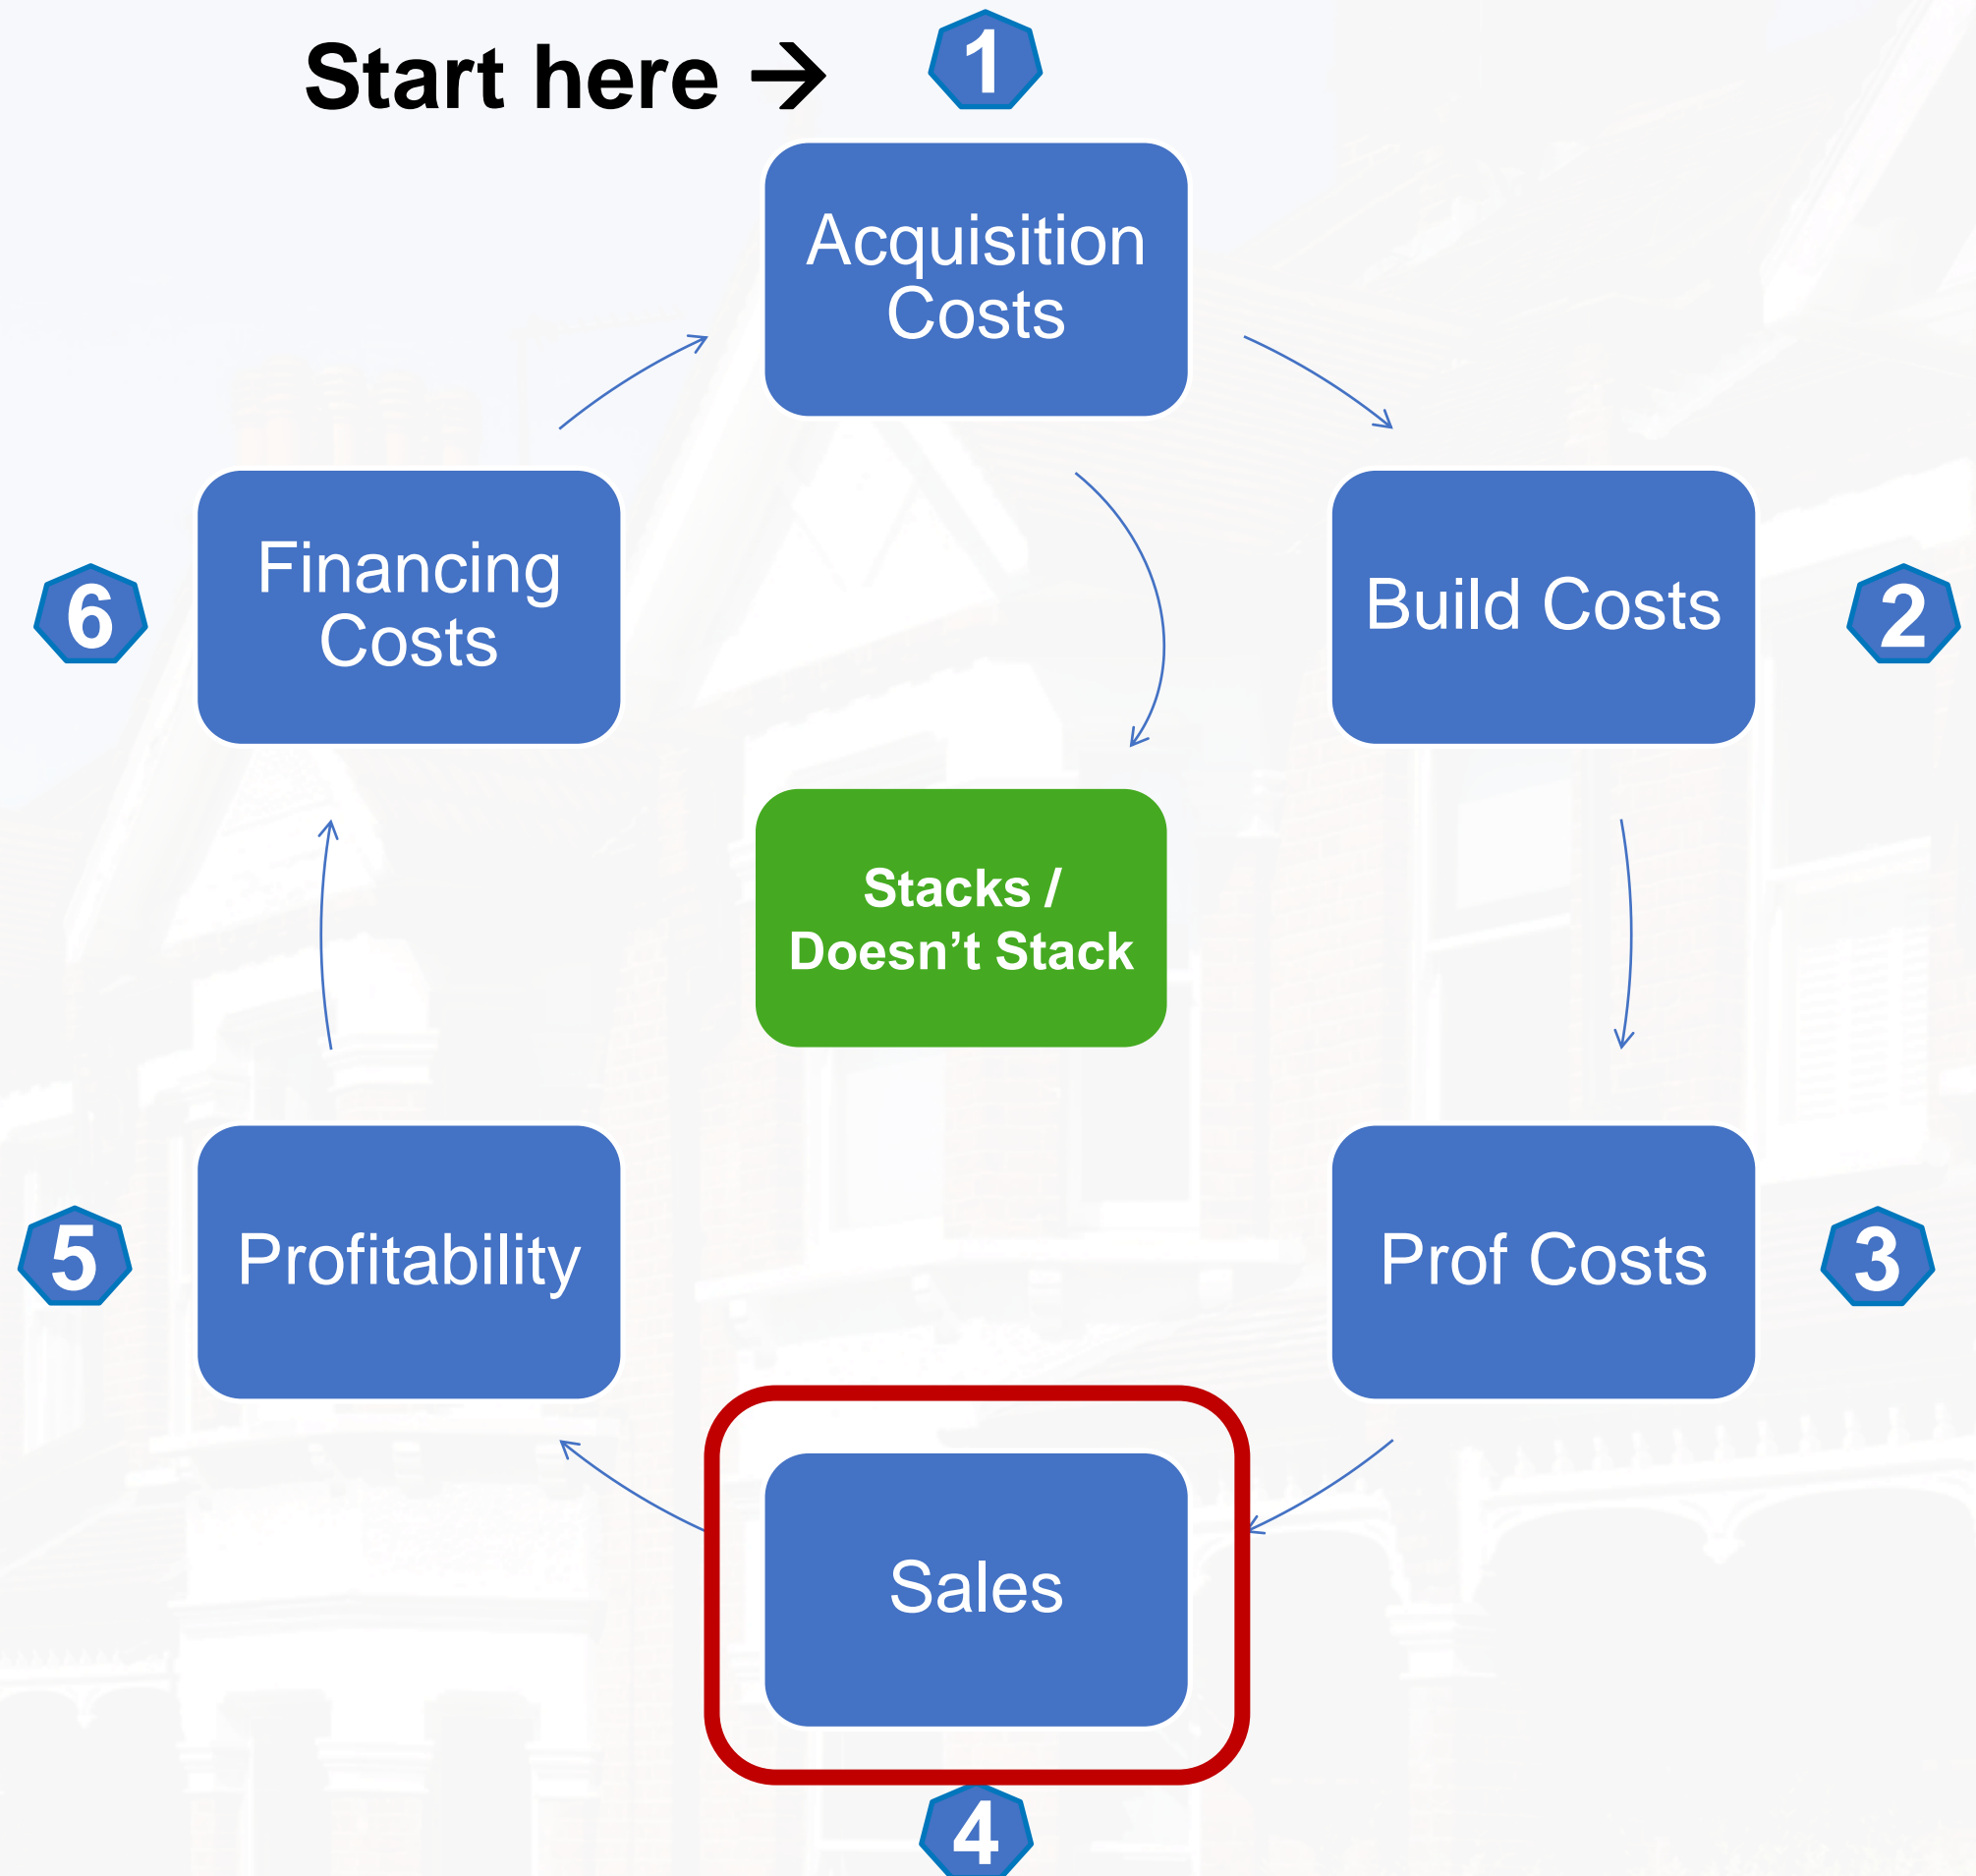 Start here →
1
Acquisition
Costs
Build Costs
2
Prof Costs
3
Sales
4
Profitability
5
Financing
Costs
6
Stacks /
Doesn’t Stack